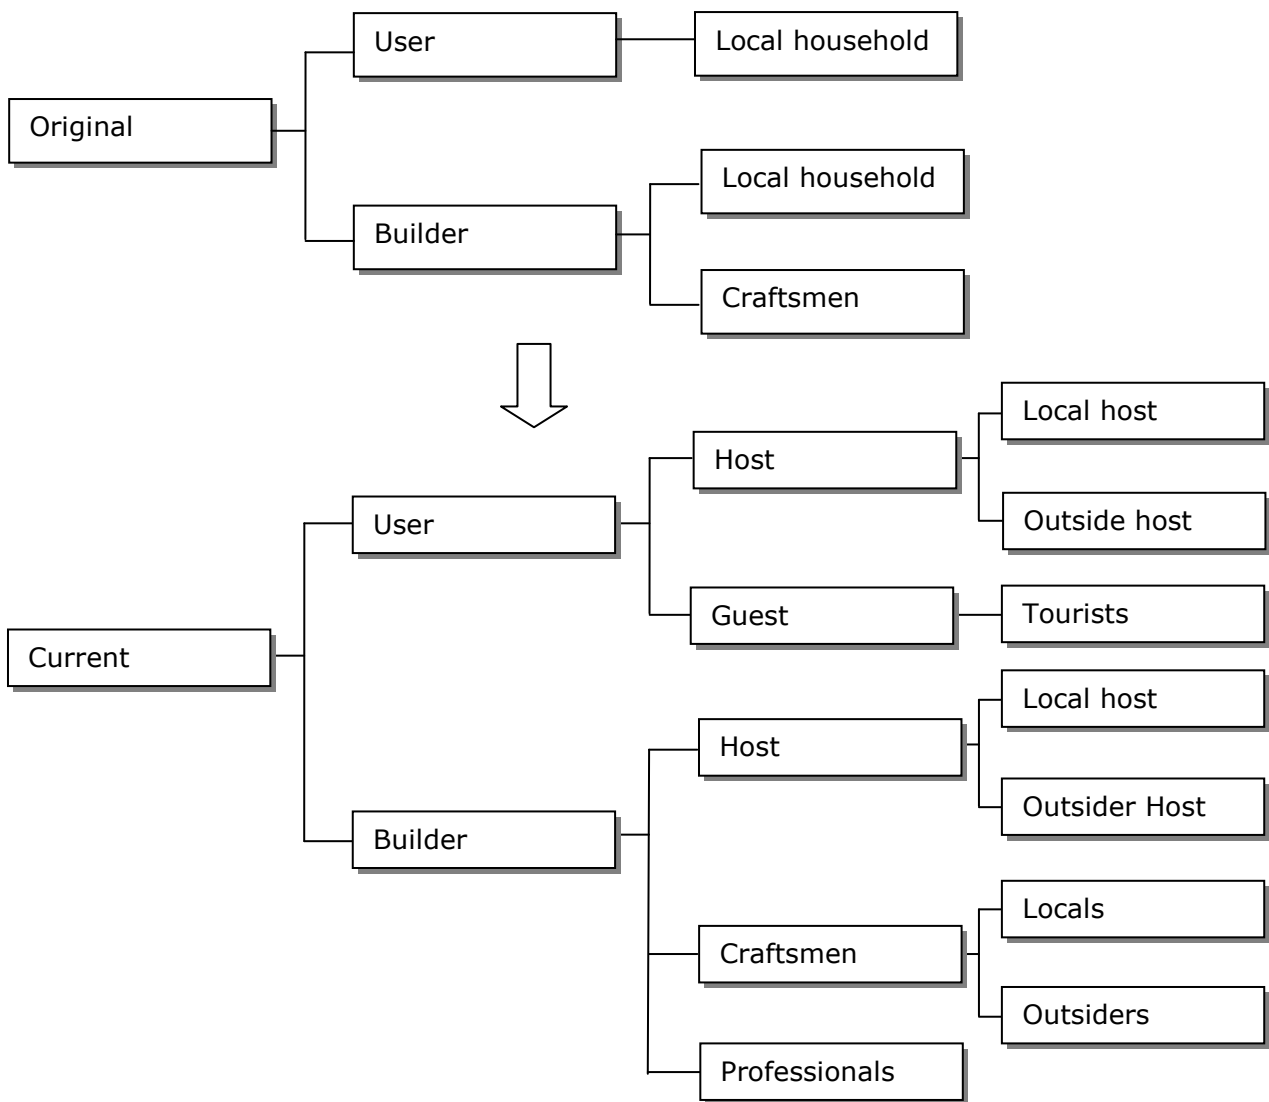 User
Local household
Original
Local household
Builder
Craftsmen
Local host
Host
Outside host
User
Guest
Tourists
Current
Local host
Host
Outsider Host
Builder
Locals
Craftsmen
Outsiders
Professionals